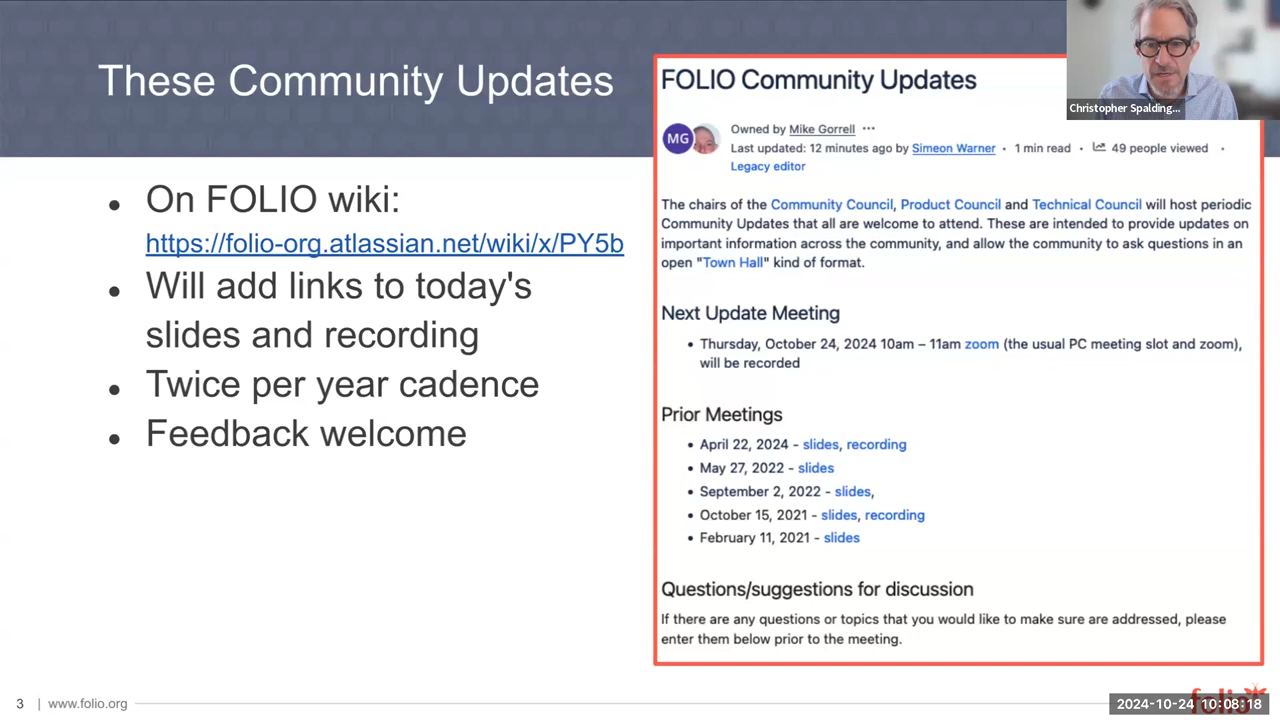 These Community Updates
• On FOLIO wiki:
https://folio-org.atlassian.net/wiki/x/PY5b
• Will add links to today's
slides and recording
• Twice per year cadence
• Feedback welcome
FOLIO Community Updates
MG
Owned by Mike Gorrell •••
Last updated: 12 minutes ago by Simeon Warner • 1 min read • 49 people viewed •
Legacy editor
The chairs of the Community Council, Product Council and Technical Council will host periodic
Community Updates that all are welcome to attend. These are intended to provide updates on
important information across the community, and allow the community to ask questions in an
open "Town Hall" kind of format.
Next Update Meeting
• Thursday, October 24, 2024 10am – 11am zoom (the usual PC meeting slot and zoom),
will be recorded
Prior Meetings
• April 22, 2024 - slides, recording
• May 27, 2022 - slides
• September 2, 2022 - slides,
• October 15, 2021 - slides, recording
• February 11, 2021 - slides
Questions/suggestions for discussion
If there are any questions or topics that you would like to make sure are addressed, please
enter them below prior to the meeting.
Christopher Spalding...
3 | www.folio.org
folio
2024-10-24 10:08:18